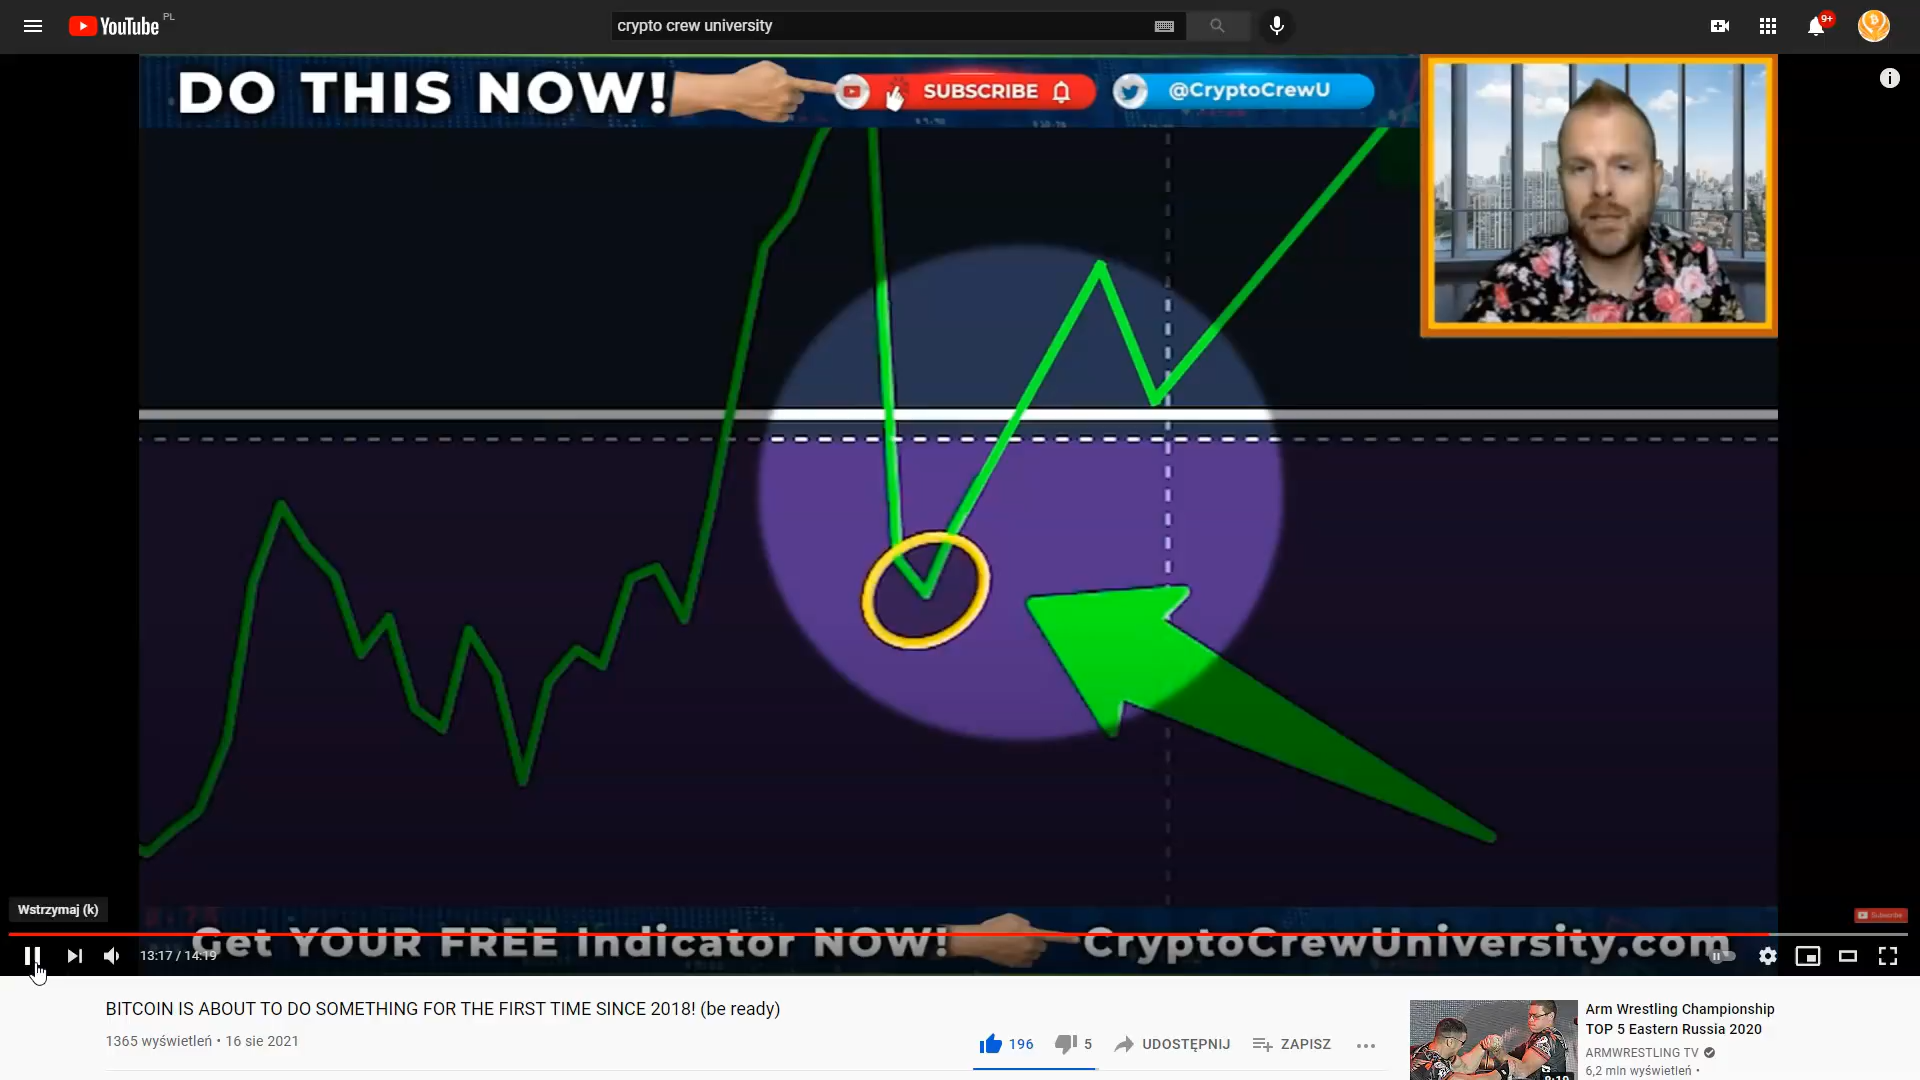 YouTube PL
crypto crew university
9+
DO THIS NOW!
SUBSCRIBE
@CryptoCrewU
Wstrzymaj (k)
Subscribe
Get YOUR FREE Indicator NOW!
CryptoCrewUniversity.com
13:17 / 14:19
BITCOIN IS ABOUT TO DO SOMETHING FOR THE FIRST TIME SINCE 2018! (be ready)
1365 wyświetleń • 16 sie 2021
196
5
UDOSTĘPNIJ
ZAPISZ
Arm Wrestling Championship
TOP 5 Eastern Russia 2020
ARMWRESTLING TV
6,2 mln wyświetleń •